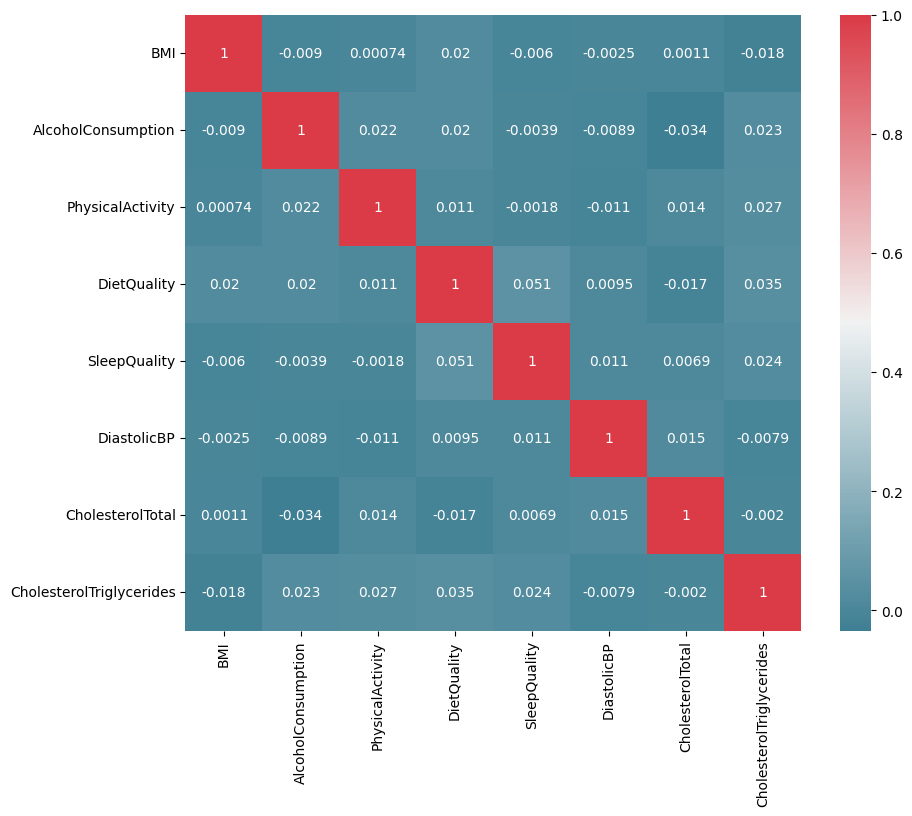 BMI 1 -0.009 0.00074 0.02 -0.006 -0.0025 0.0011 -0.018
AlcoholConsumption -0.009 1 0.022 0.02 -0.0039 -0.0089 -0.034 0.023
PhysicalActivity 0.00074 0.022 1 0.011 -0.0018 -0.011 0.014 0.027
DietQuality 0.02 0.02 0.011 1 0.051 0.0095 -0.017 0.035
SleepQuality -0.006 -0.0039 -0.0018 0.051 1 0.011 0.0069 0.024
DiastolicBP -0.0025 -0.0089 -0.011 0.0095 0.011 1 0.015 -0.0079
CholesterolTotal 0.0011 -0.034 0.014 -0.017 0.0069 0.015 1 -0.002
CholesterolTriglycerides -0.018 0.023 0.027 0.035 0.024 -0.0079 -0.002 1
BMI
AlcoholConsumption
PhysicalActivity
DietQuality
SleepQuality
DiastolicBP
CholesterolTotal
CholesterolTriglycerides
1.0
0.8
0.6
0.4
0.2
0.0